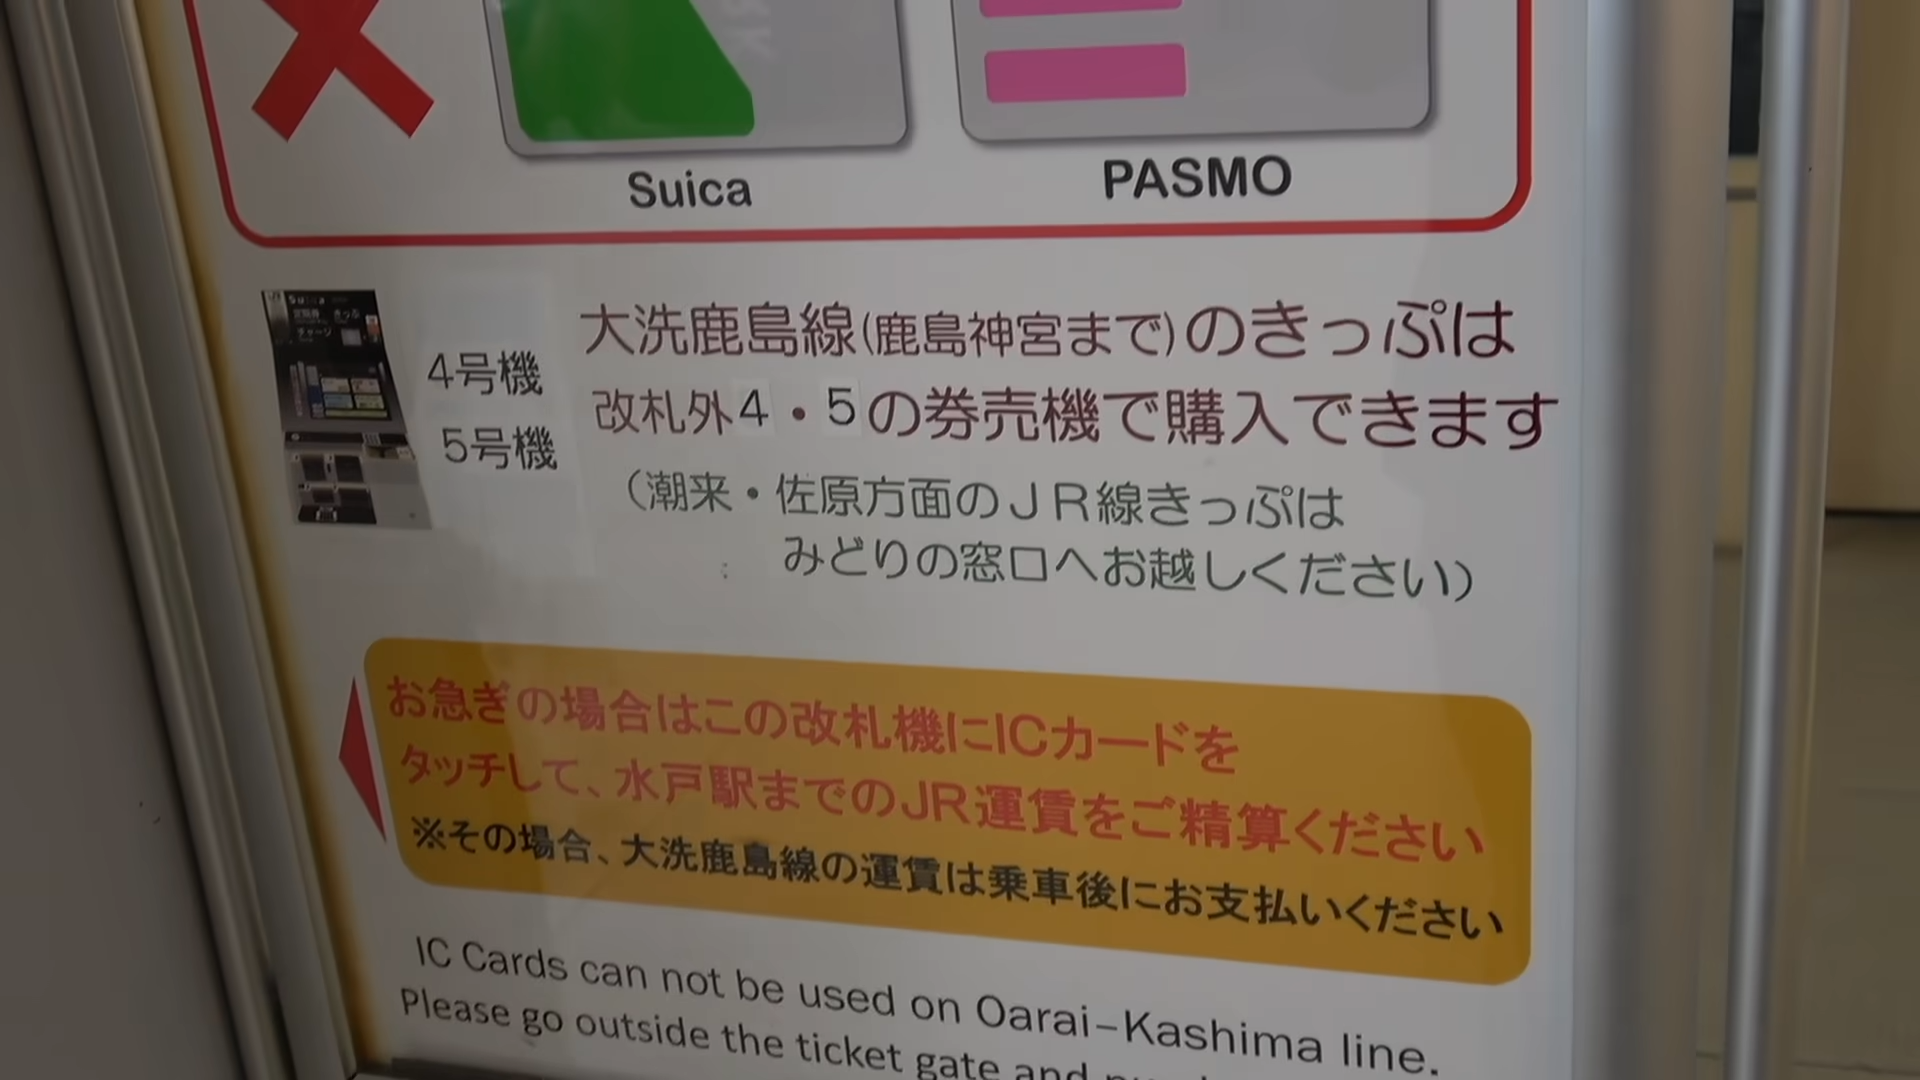 Suica
PASMO
4号機
5号機
大洗鹿島線(鹿島神宮まで)のきっぷは
改札外4・5の券売機で購入できます
(潮来・佐原方面のJR線きっぷは
みどりの窓口へお越しください)
お急ぎの場合はこの改札機にICカードを
タッチして、水戸駅までのJR運賃をご精算ください
※その場合、大洗鹿島線の運賃は乗車後にお支払いください
IC Cards can not be used on Oarai-Kashima line.
Please go outside the ticket gate and